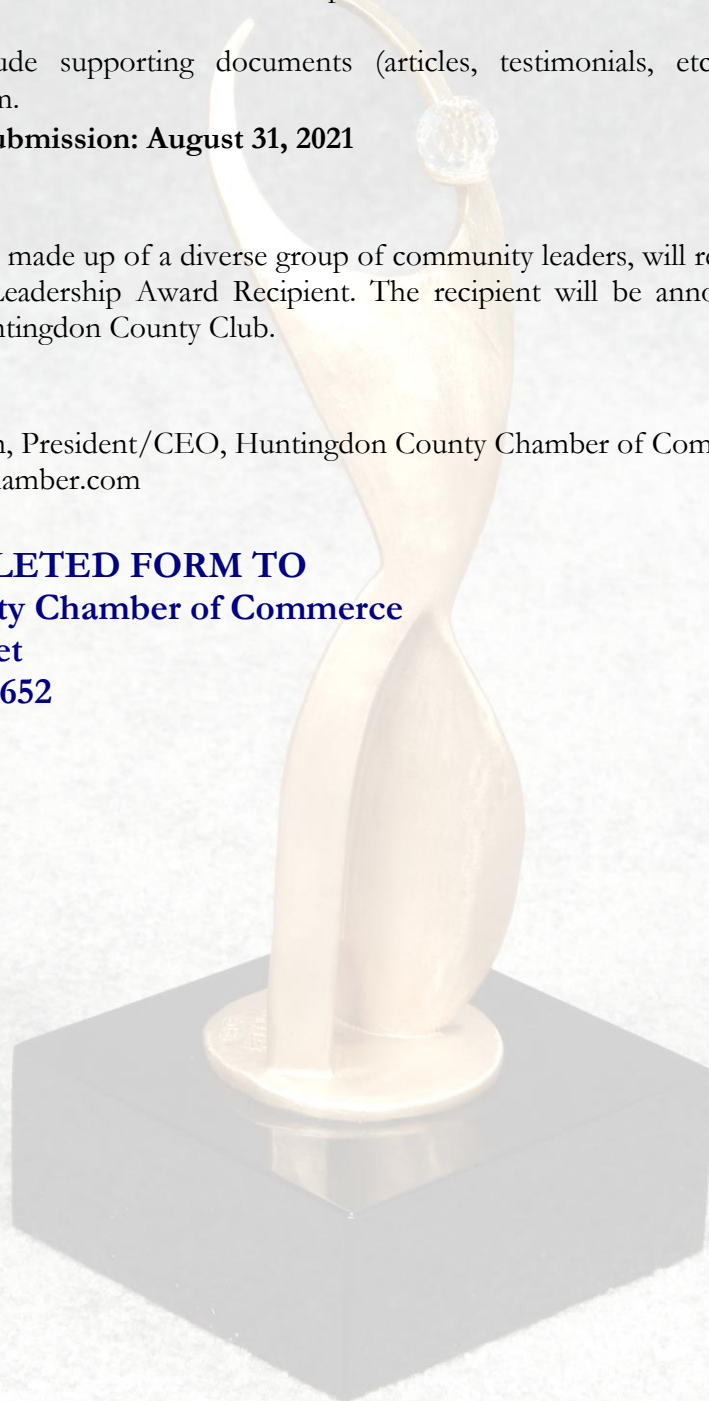 ude supporting documents (articles, testimonials, etc
m.
ubmission: August 31, 2021
made up of a diverse group of community leaders, will re
Leadership Award Recipient. The recipient will be anno
ntingdon County Club.
n, President/CEO, Huntingdon County Chamber of Com
amber.com
LETED FORM TO
ty Chamber of Commerce
et
652